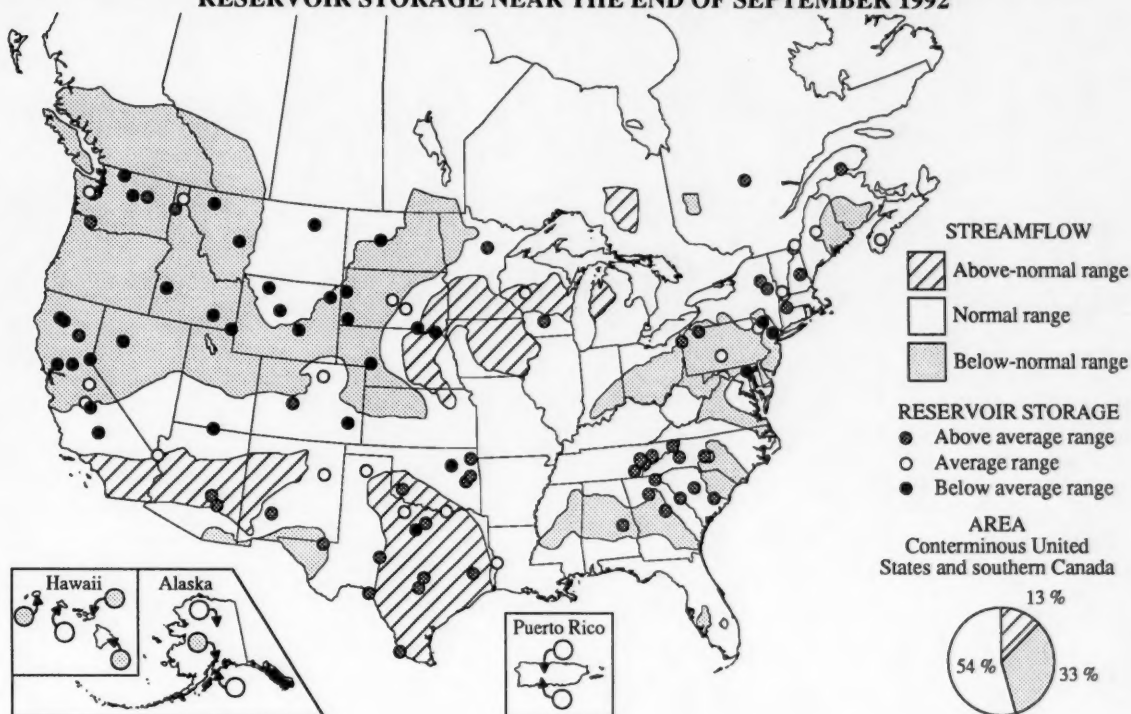 RESERVOIR STORAGE NEAR THE END OF SEPTEMBER 1992
STREAMFLOW
Above-normal range
Normal range
Below-normal range
RESERVOIR STORAGE
Above average range
Average range
Below average range
AREA
Conterminous United
States and southern Canada
13 %
54 %
33 %
Hawaii
Alaska
Puerto Rico